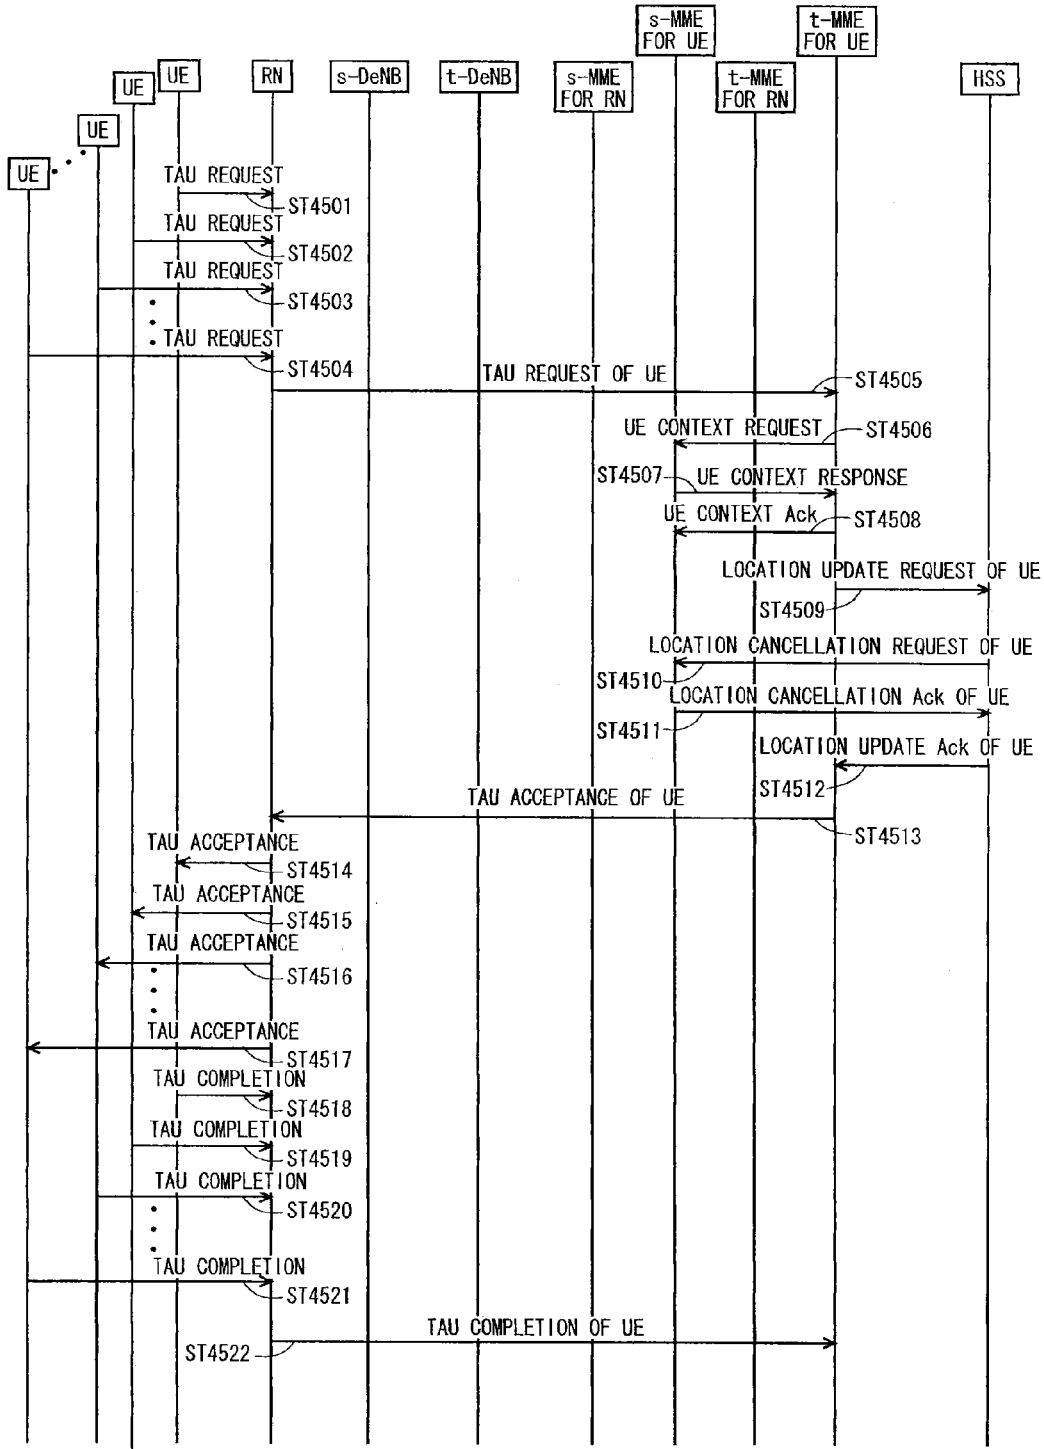 s-MME
FOR UE
t-MME
FOR UE
UE
RN
s-DeNB
t-DeNB
s-MME
FOR RN
t-MME
FOR RN
HSS
UE
UE
UE
TAU REQUEST
ST4501
TAU REQUEST
ST4502
TAU REQUEST
ST4503
TAU REQUEST
ST4504
TAU REQUEST OF UE
ST4505
UE CONTEXT REQUEST
ST4506
ST4507
UE CONTEXT RESPONSE
UE CONTEXT Ack
ST4508
LOCATION UPDATE REQUEST OF UE
ST4509
LOCATION CANCELLATION REQUEST OF UE
ST4510
LOCATION CANCELLATION Ack OF UE
ST4511
LOCATION UPDATE Ack OF UE
ST4512
TAU ACCEPTANCE OF UE
ST4513
TAU ACCEPTANCE
ST4514
TAU ACCEPTANCE
ST4515
TAU ACCEPTANCE
ST4516
TAU ACCEPTANCE
ST4517
TAU COMPLETION
ST4518
TAU COMPLETION
ST4519
TAU COMPLETION
ST4520
TAU COMPLETION
ST4521
TAU COMPLETION OF UE
ST4522